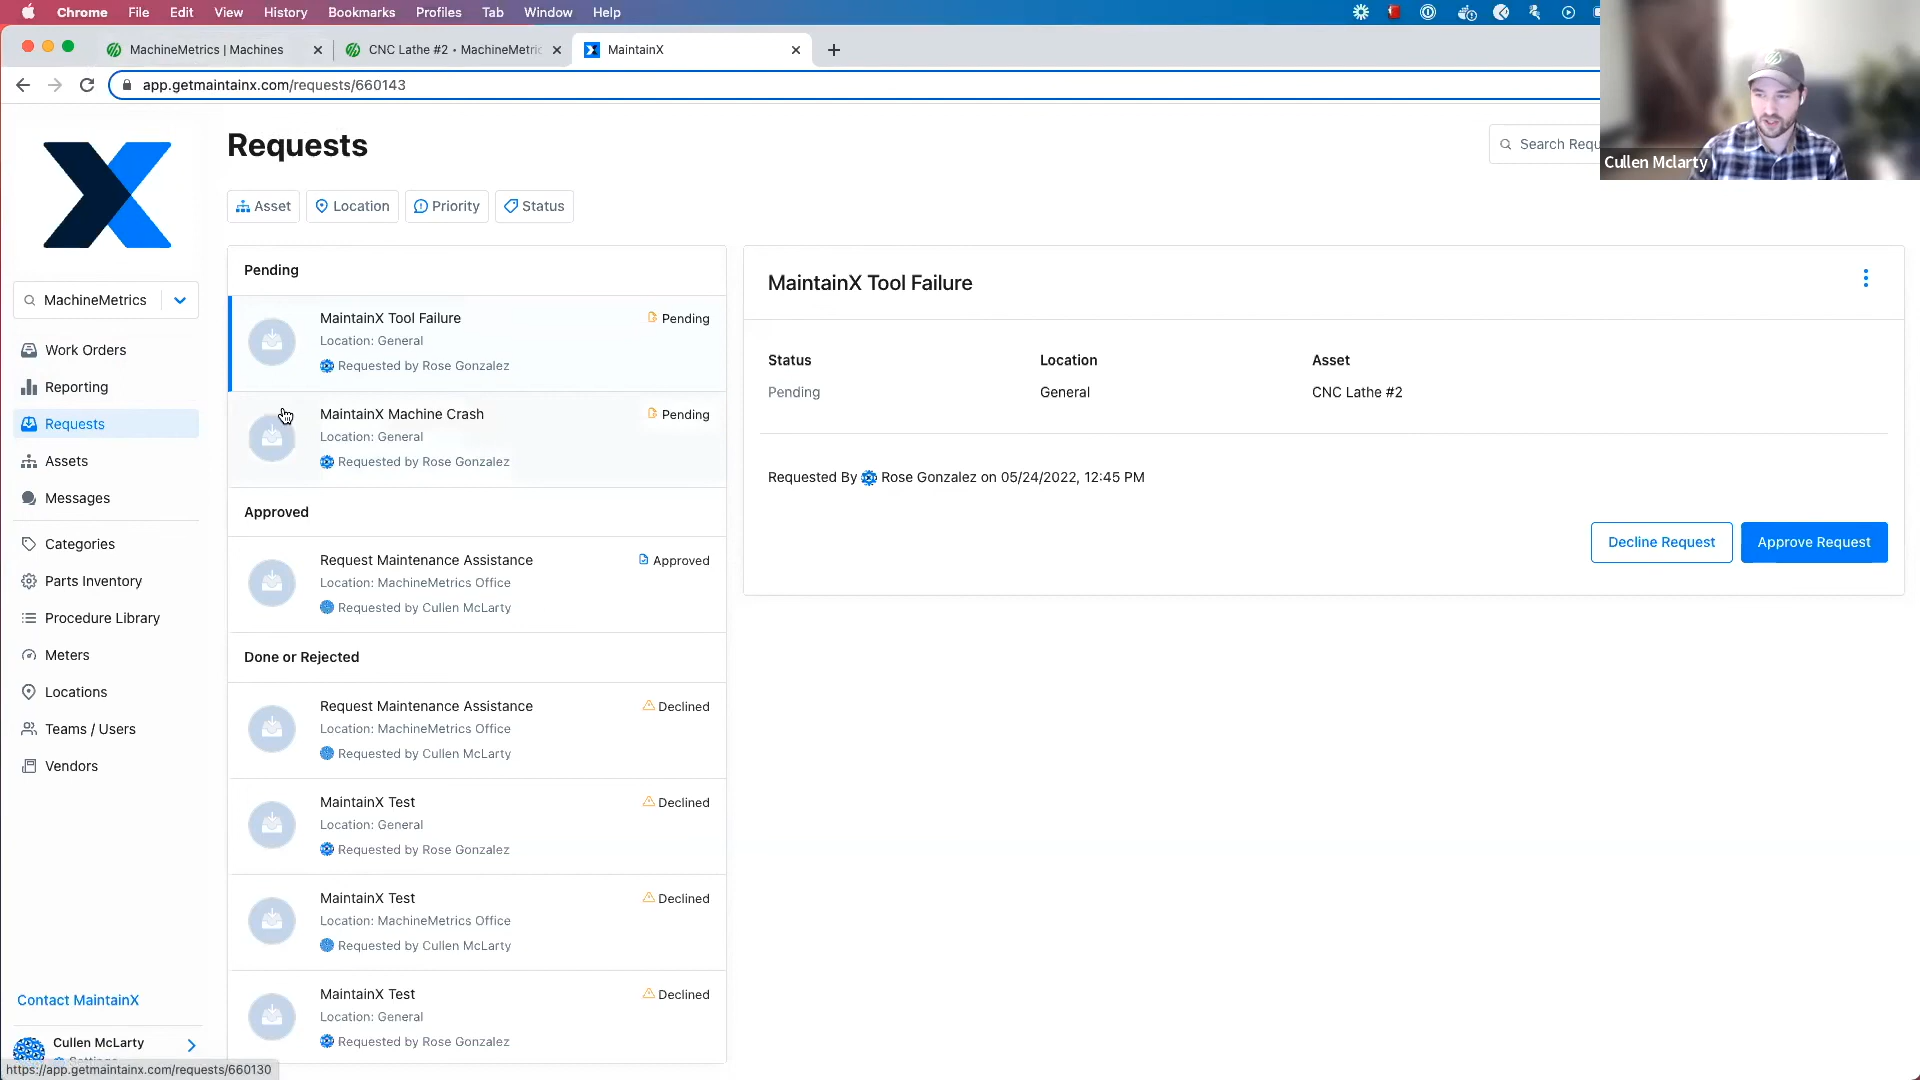 Chrome File Edit View History Bookmarks Profiles Tab Window Help
MachineMetrics | Machines
CNC Lathe #2 • MachineMetric
MaintainX
app.getmaintainx.com/requests/660143
Cullen Mclarty
Requests
Search Requ
Asset
Location
Priority
Status
MachineMetrics
Work Orders
Reporting
Requests
Assets
Messages
Categories
Parts Inventory
Procedure Library
Meters
Locations
Teams / Users
Vendors
Contact MaintainX
Cullen McLarty
Settings
https://app.getmaintainx.com/requests/660130
Pending
MaintainX Tool Failure
Pending
Location: General
Requested by Rose Gonzalez
MaintainX Machine Crash
Pending
Location: General
Requested by Rose Gonzalez
Approved
Request Maintenance Assistance
Approved
Location: MachineMetrics Office
Requested by Cullen McLarty
Done or Rejected
Request Maintenance Assistance
Declined
Location: MachineMetrics Office
Requested by Cullen McLarty
MaintainX Test
Declined
Location: General
Requested by Rose Gonzalez
MaintainX Test
Declined
Location: MachineMetrics Office
Requested by Cullen McLarty
MaintainX Test
Declined
Location: General
Requested by Rose Gonzalez
MaintainX Tool Failure
Status
Location
Asset
Pending
General
CNC Lathe #2
Requested By Rose Gonzalez on 05/24/2022, 12:45 PM
Decline Request
Approve Request